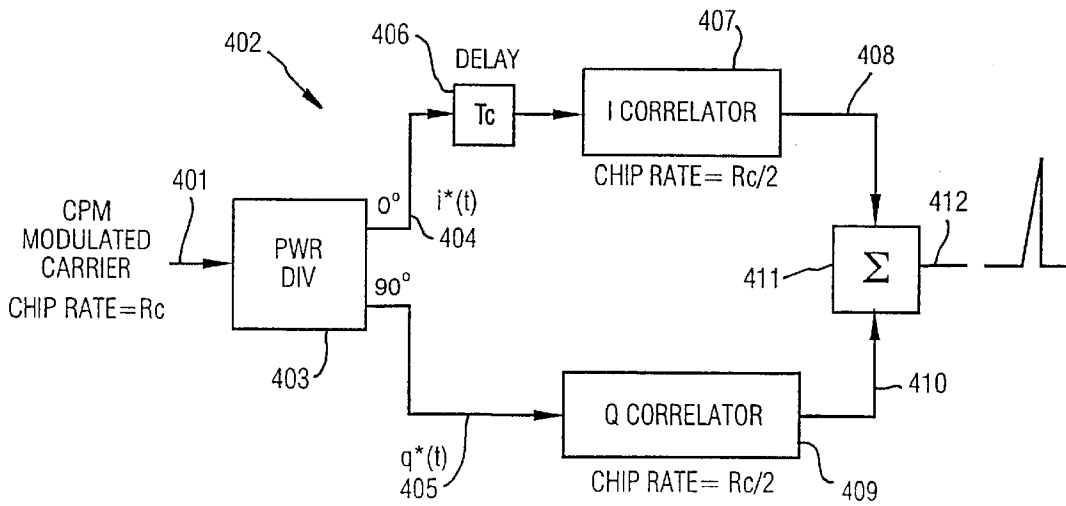 402
406
DELAY
Tc
407
I CORRELATOR
408
CHIP RATE= Rc/2
401
CPM
MODULATED
CARRIER
CHIP RATE=Rc
PWR
DIV
0°
90°
i*(t)
404
403
411
Σ
412
410
Q CORRELATOR
q*(t)
405
CHIP RATE= Rc/2
409